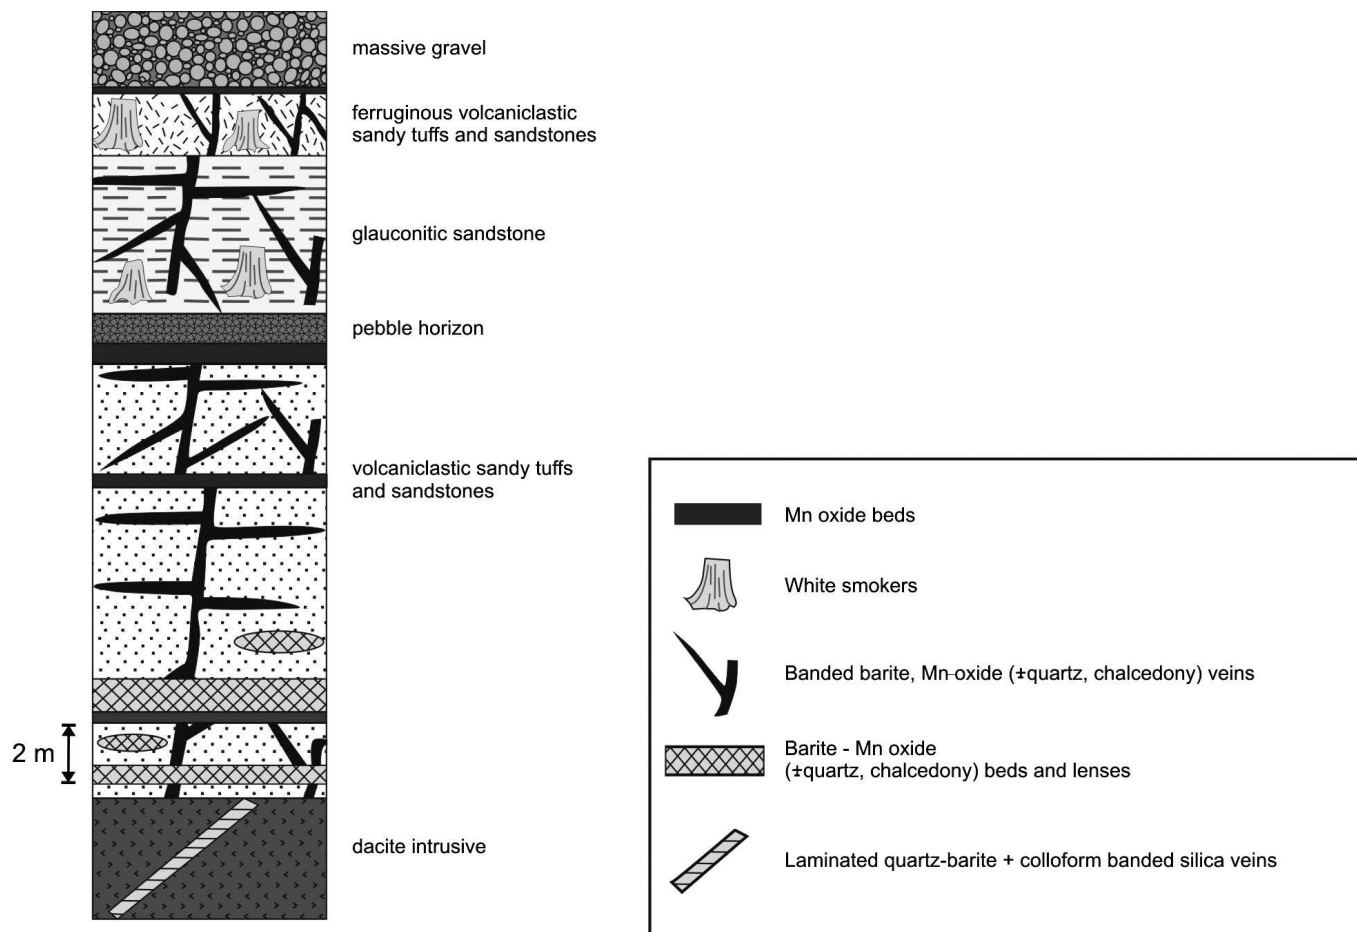 massive gravel
ferruginous volcaniclastic
sandy tuffs and sandstones
glauconitic sandstone
pebble horizon
volcaniclastic sandy tuffs
and sandstones
2 m
dacite intrusive
Mn oxide beds
White smokers
Banded barite, Mn-oxide (±quartz, chalcedony) veins
Barite - Mn oxide
(±quartz, chalcedony) beds and lenses
Laminated quartz-barite + colloform banded silica veins